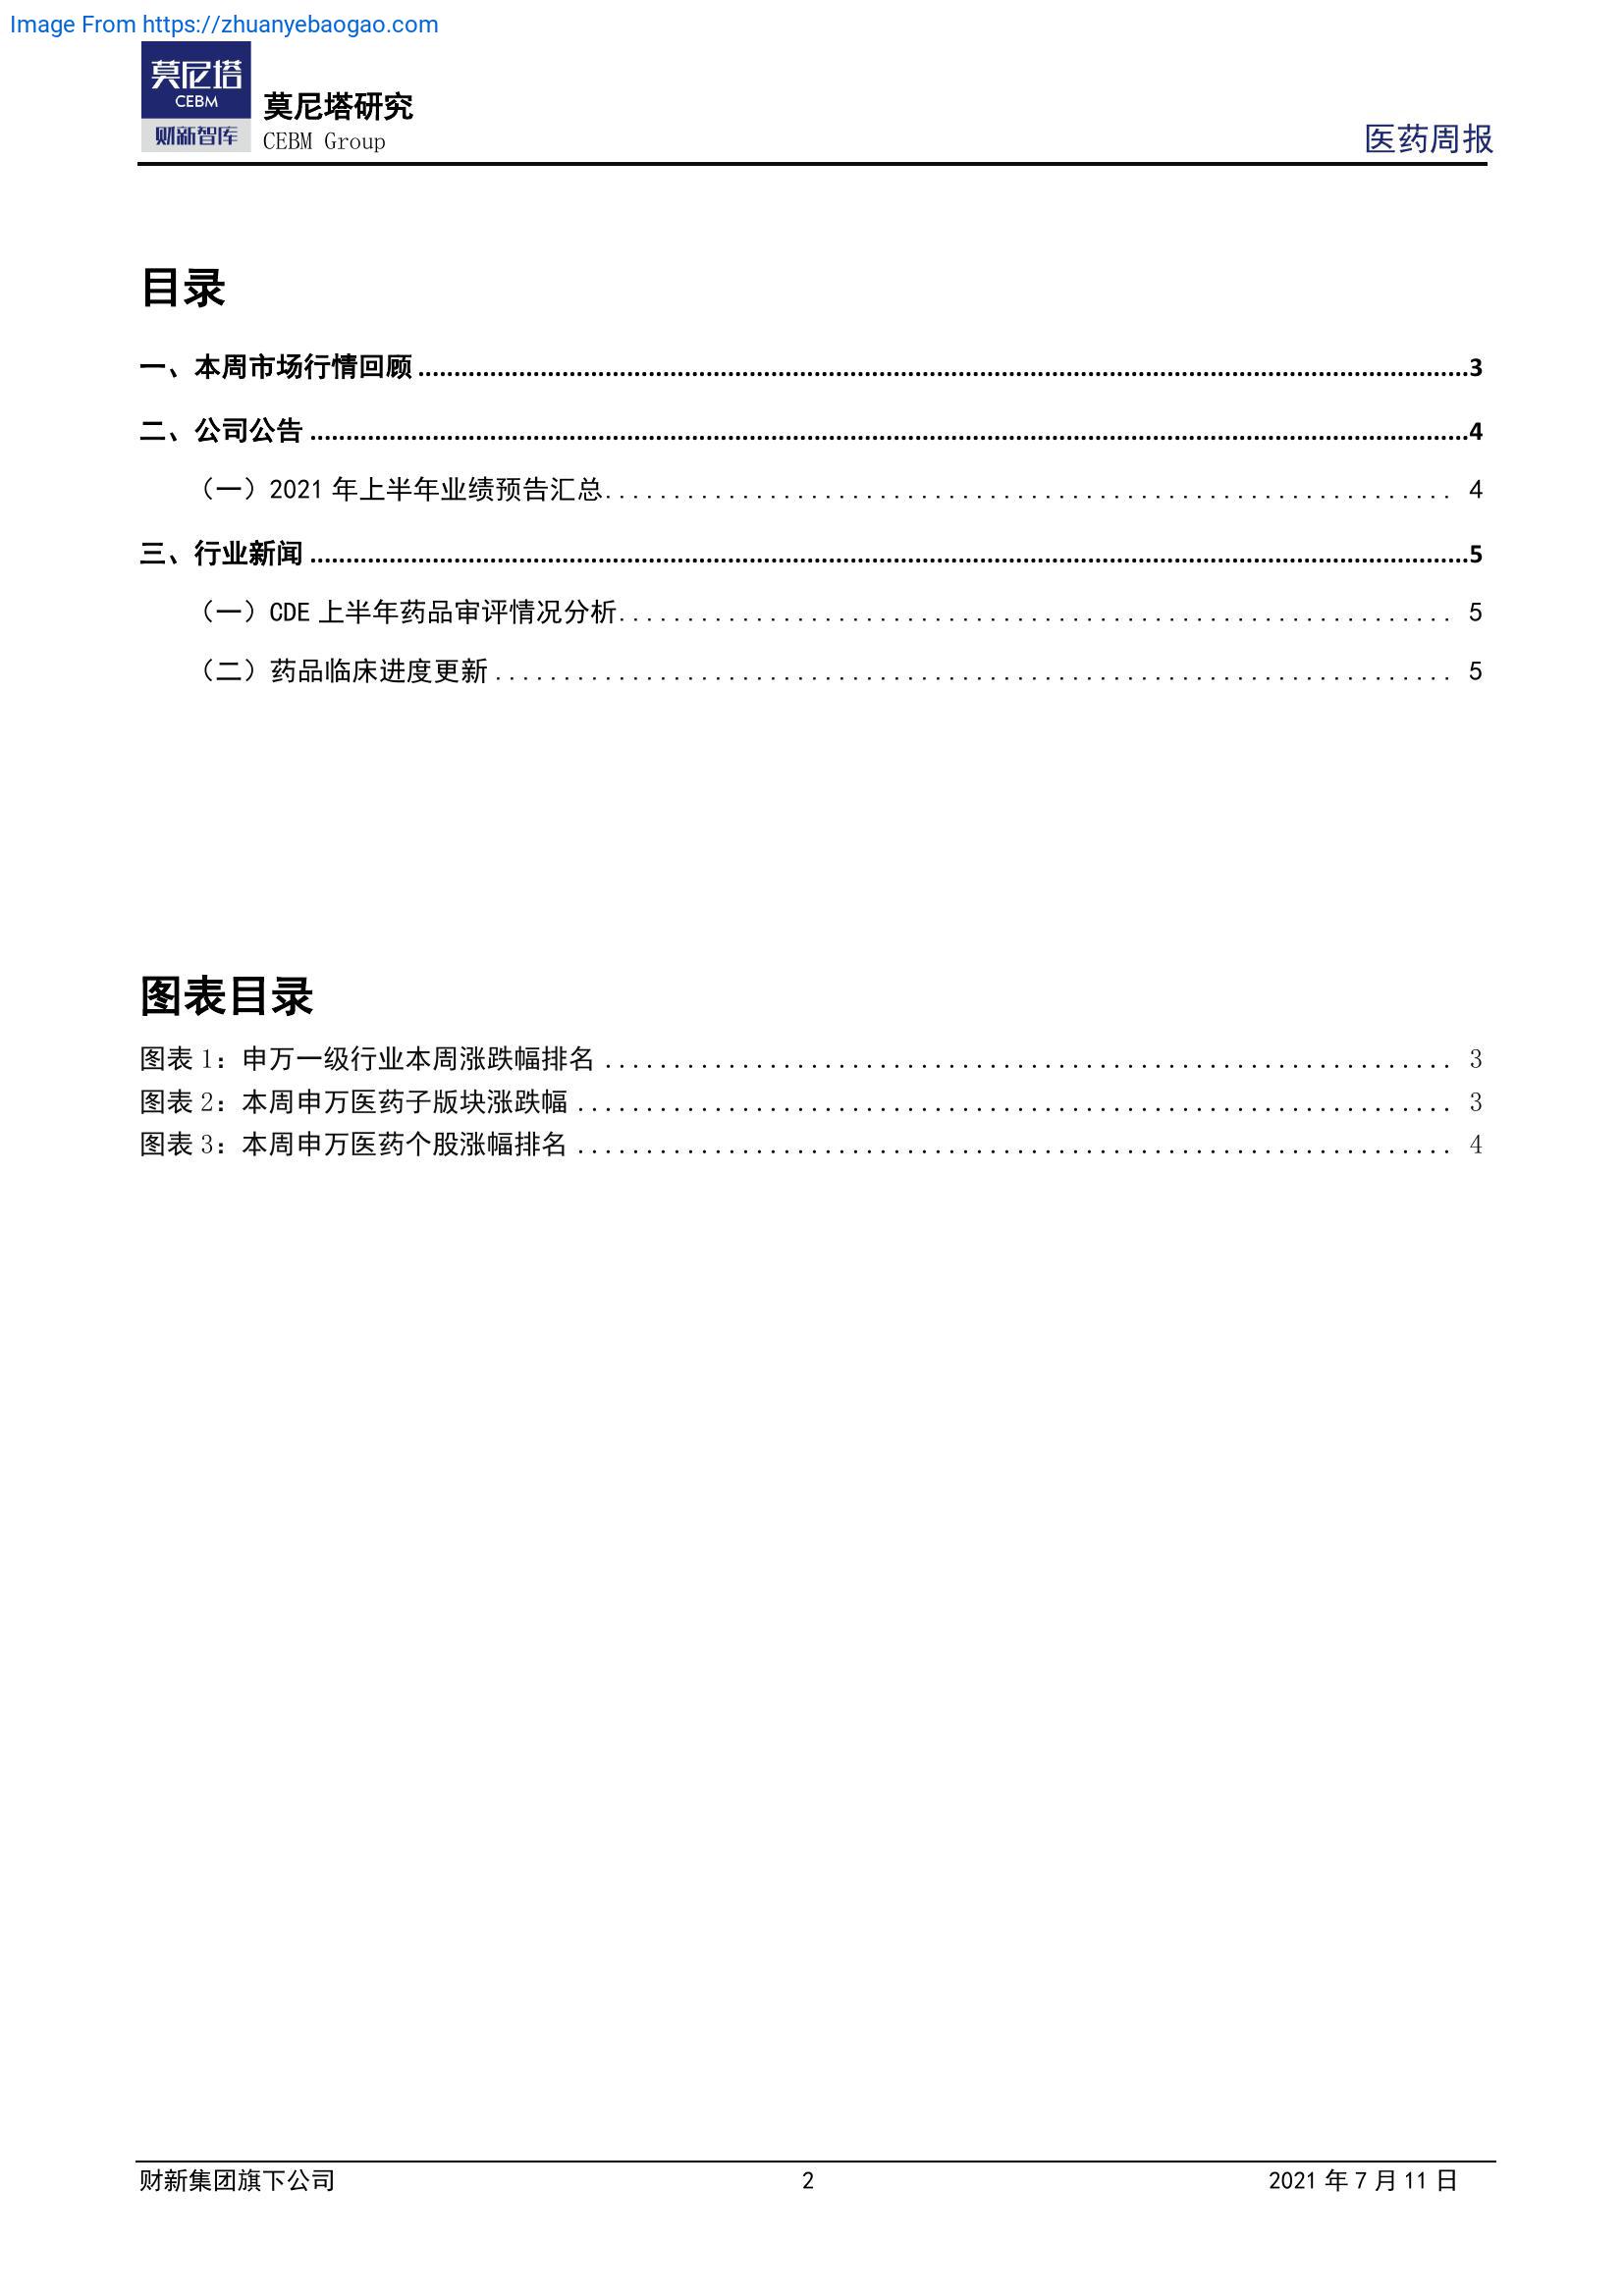 Image From https://zhuanyebaogao.com
莫尼塔
CEBM
财新智库
莫尼塔研究
CEBM Group
医药周报
目录
一、本周市场行情回顾 3
二、公司公告 4
（一）2021 年上半年业绩预告汇总 4
三、行业新闻 5
（一）CDE 上半年药品审评情况分析 5
（二）药品临床进度更新 5
图表目录
图表 1：申万一级行业本周涨跌幅排名 3
图表 2：本周申万医药子版块涨跌幅 3
图表 3：本周申万医药个股涨幅排名 4
财新集团旗下公司 2 2021 年 7 月 11 日